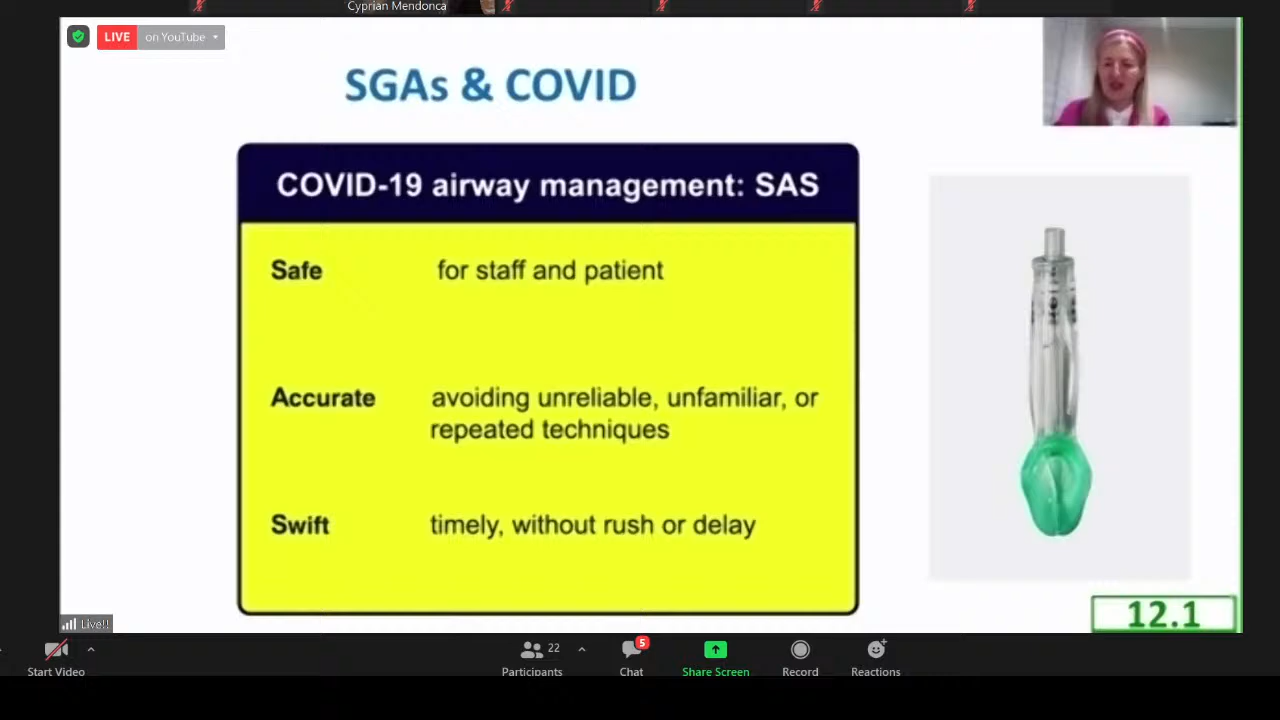 Cyprian Mendonca
LIVE on YouTube
SGAs & COVID
COVID-19 airway management: SAS
Safe for staff and patient
Accurate avoiding unreliable, unfamiliar, or
repeated techniques
Swift timely, without rush or delay
12.1
Live!!
22
5
Start Video
Participants
Chat
Share Screen
Record
Reactions